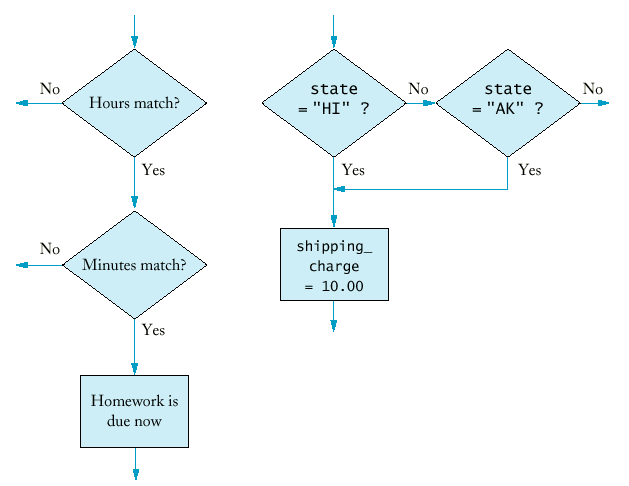 No
Hours match?
Yes
No
Minutes match?
Yes
Homework is
due now
state
= "HI" ?
No
state
= "AK" ?
No
Yes
Yes
shipping_
charge
= 10.00